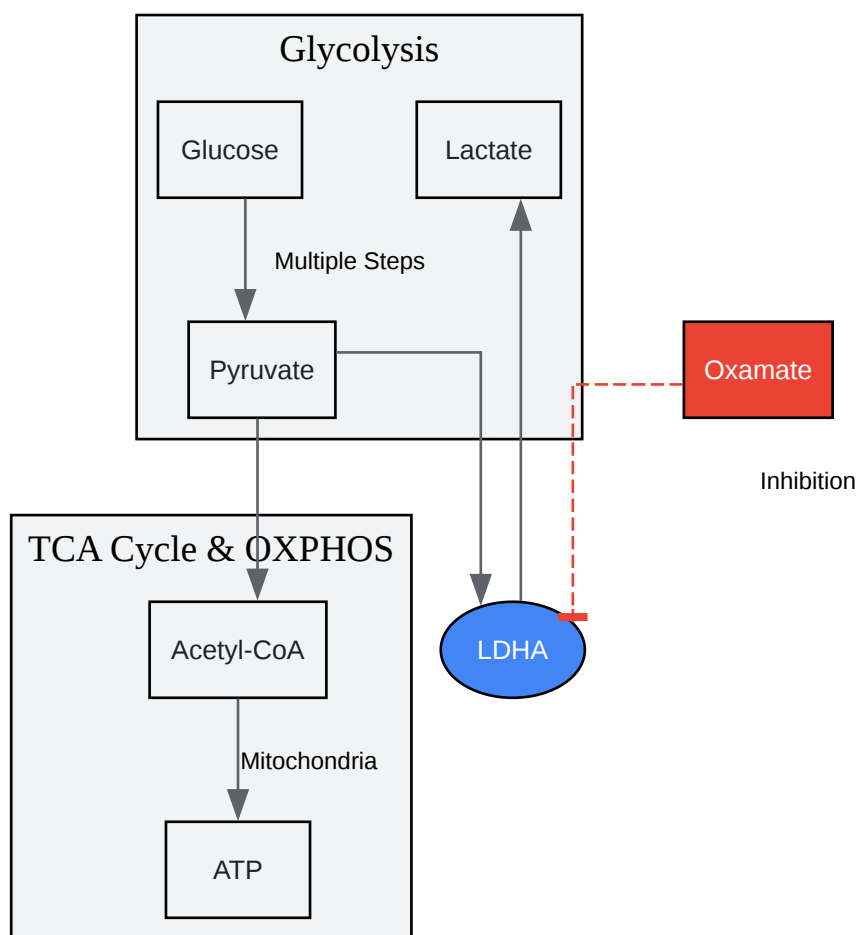 Glycolysis
Glucose
Lactate
Multiple Steps
Pyruvate
Oxamate
Inhibition
TCA Cycle & OXPHOS
Acetyl-CoA
LDHA
Mitochondria
ATP